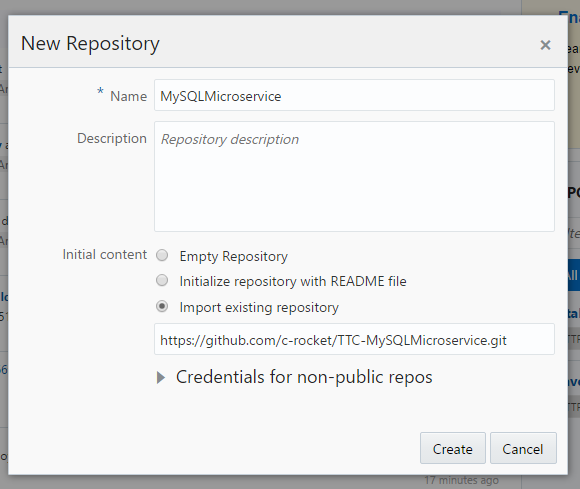 New Repository
×
* Name
MySQLMicroservice
Description
Repository description
Initial content
Empty Repository
Initialize repository with README file
Import existing repository
https://github.com/c-rocket/TTC-MySQLMicroservice.git
Credentials for non-public repos
Create
Cancel
17 minutes ago